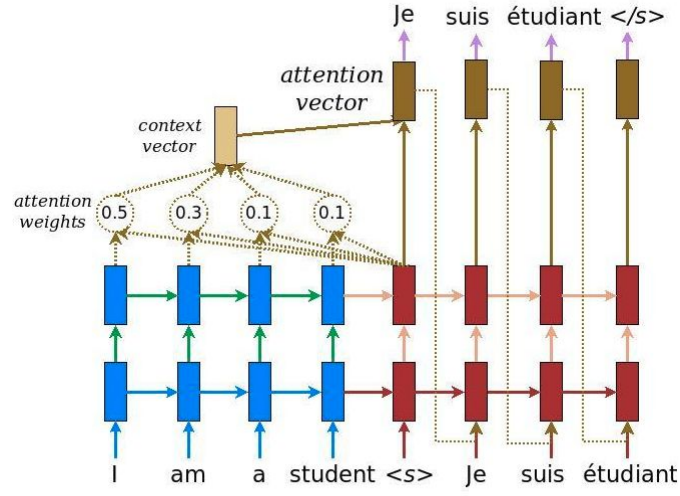 Je suis étudiant </s>
attention
vector
context
vector
attention
weights
0.5 0.3 0.1 0.1
I am a student <s> Je suis étudiant